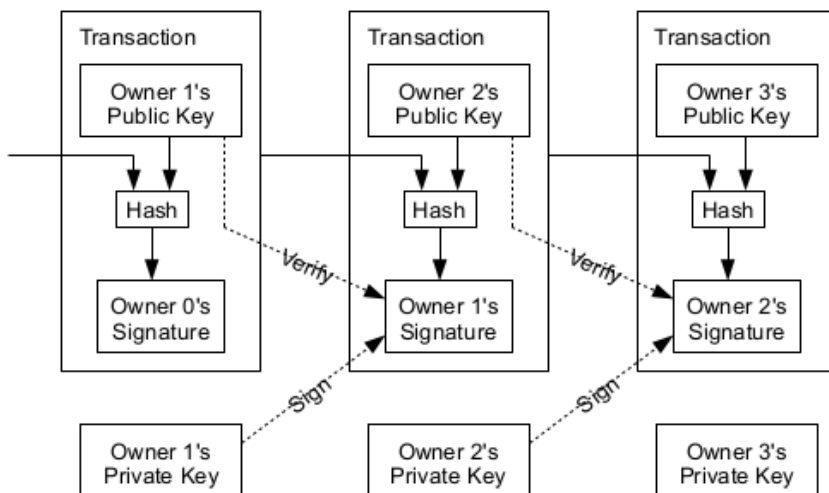 Transaction
Owner 1's
Public Key
Hash
Owner 0's
Signature
Transaction
Owner 2's
Public Key
Hash
Verify
Owner 1's
Signature
Transaction
Owner 3's
Public Key
Hash
Verify
Owner 2's
Signature
Owner 1's
Private Key
Sign
Owner 2's
Private Key
Sign
Owner 3's
Private Key